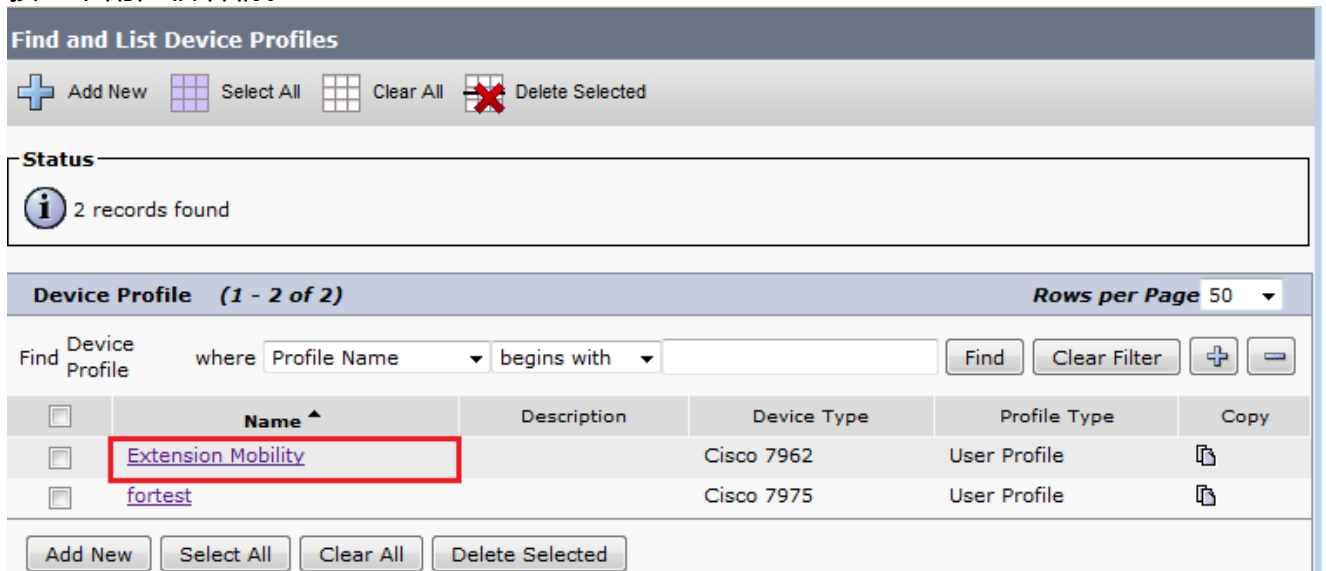 Find and List Device Profiles
Add New Select All Clear All Delete Selected
Status
2 records found
Device Profile (1 - 2 of 2) Rows per Page 50
Find Device Profile where Profile Name begins with Find Clear Filter
Name Description Device Type Profile Type Copy
Extension Mobility Cisco 7962 User Profile
fortest Cisco 7975 User Profile
Add New Select All Clear All Delete Selected